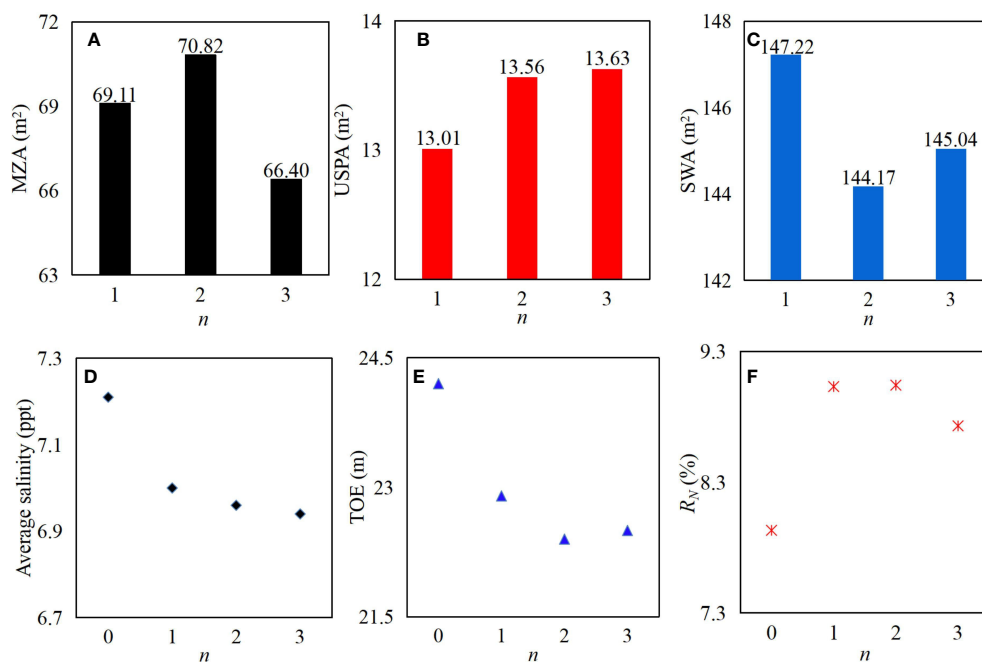 A
MZA (m²)
72
69
66
63
69.11
70.82
66.40
1 2 3
n
B
USPA (m²)
14
13
12
13.01
13.56
13.63
1 2 3
n
C
SWA (m²)
148
146
144
142
147.22
144.17
145.04
1 2 3
n
D
Average salinity (ppt)
7.3
7.1
6.9
6.7
0 1 2 3
n
E
TOE (m)
24.5
23
21.5
0 1 2 3
n
F
R_N (%)
9.3
8.3
7.3
0 1 2 3
n